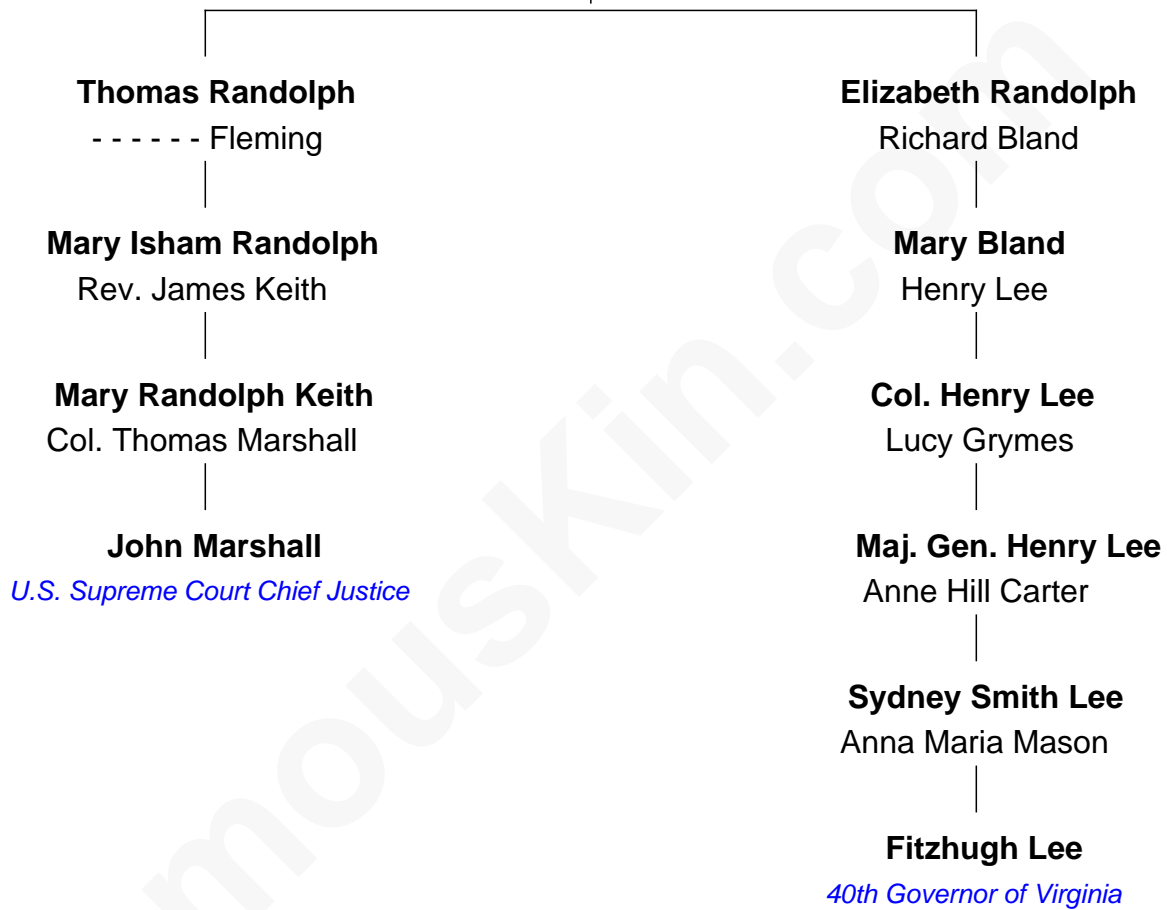 Thomas Randolph
- - - - - - Fleming
Mary Isham Randolph
Rev. James Keith
Mary Randolph Keith
Col. Thomas Marshall
John Marshall
U.S. Supreme Court Chief Justice
Elizabeth Randolph
Richard Bland
Mary Bland
Henry Lee
Col. Henry Lee
Lucy Grymes
Maj. Gen. Henry Lee
Anne Hill Carter
Sydney Smith Lee
Anna Maria Mason
Fitzhugh Lee
40th Governor of Virginia
mouskin.com